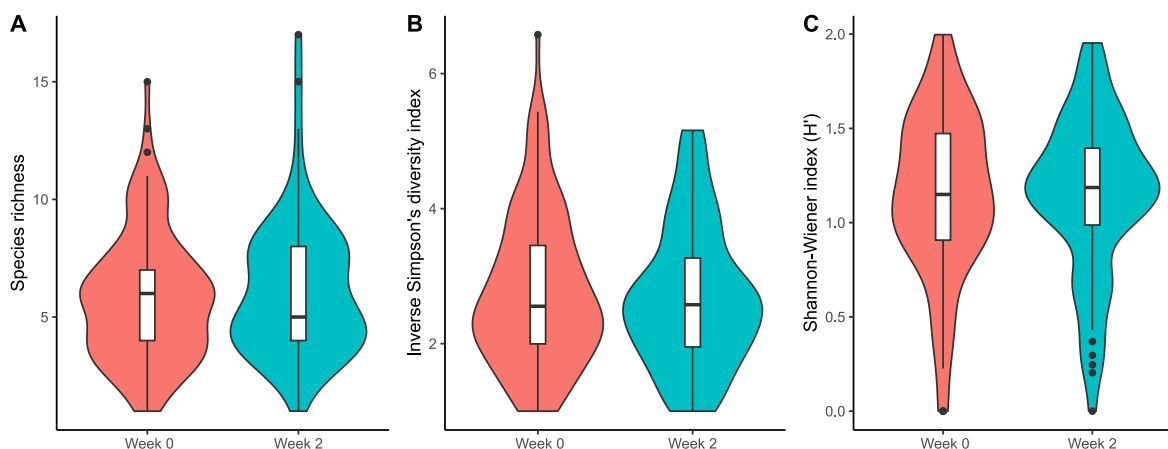 A
Species richness
15
10
5
Week 0
Week 2
B
Inverse Simpson's diversity index
6
4
2
Week 0
Week 2
C
Shannon-Wiener index (H')
2.0
1.5
1.0
0.5
0.0
Week 0
Week 2